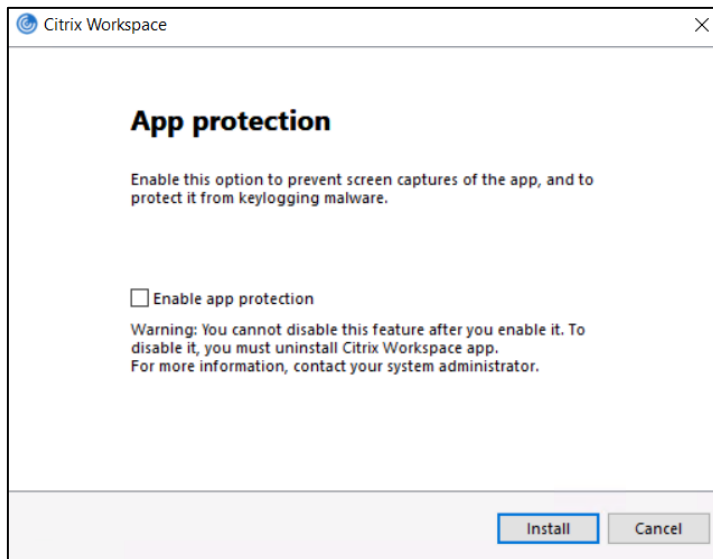 Citrix Workspace
App protection
Enable this option to prevent screen captures of the app, and to
protect it from keylogging malware.
Enable app protection
Warning: You cannot disable this feature after you enable it. To
disable it, you must uninstall Citrix Workspace app.
For more information, contact your system administrator.
Install Cancel